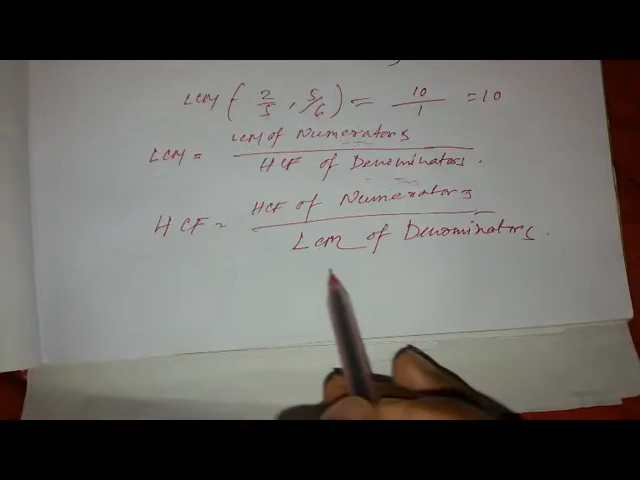 LCM ( 2/5 , 5/6 ) = 10/1 = 10
LCM = LCM of Numerators / HCF of Denominators.
HCF = HCF of Numerators / LCM of Denominators.